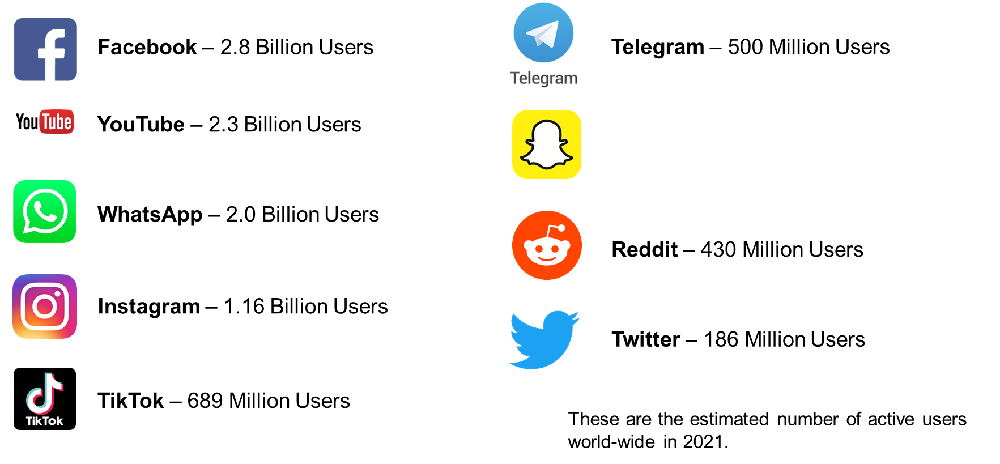 Facebook – 2.8 Billion Users
YouTube
YouTube – 2.3 Billion Users
WhatsApp – 2.0 Billion Users
Instagram – 1.16 Billion Users
TikTok – 689 Million Users
TikTok
Telegram – 500 Million Users
Telegram
Reddit – 430 Million Users
Twitter – 186 Million Users
These are the estimated number of active users
world-wide in 2021.